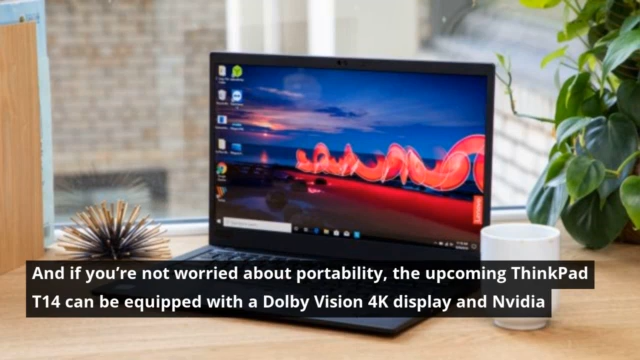 Lenovo
And if you’re not worried about portability, the upcoming ThinkPad
T14 can be equipped with a Dolby Vision 4K display and Nvidia